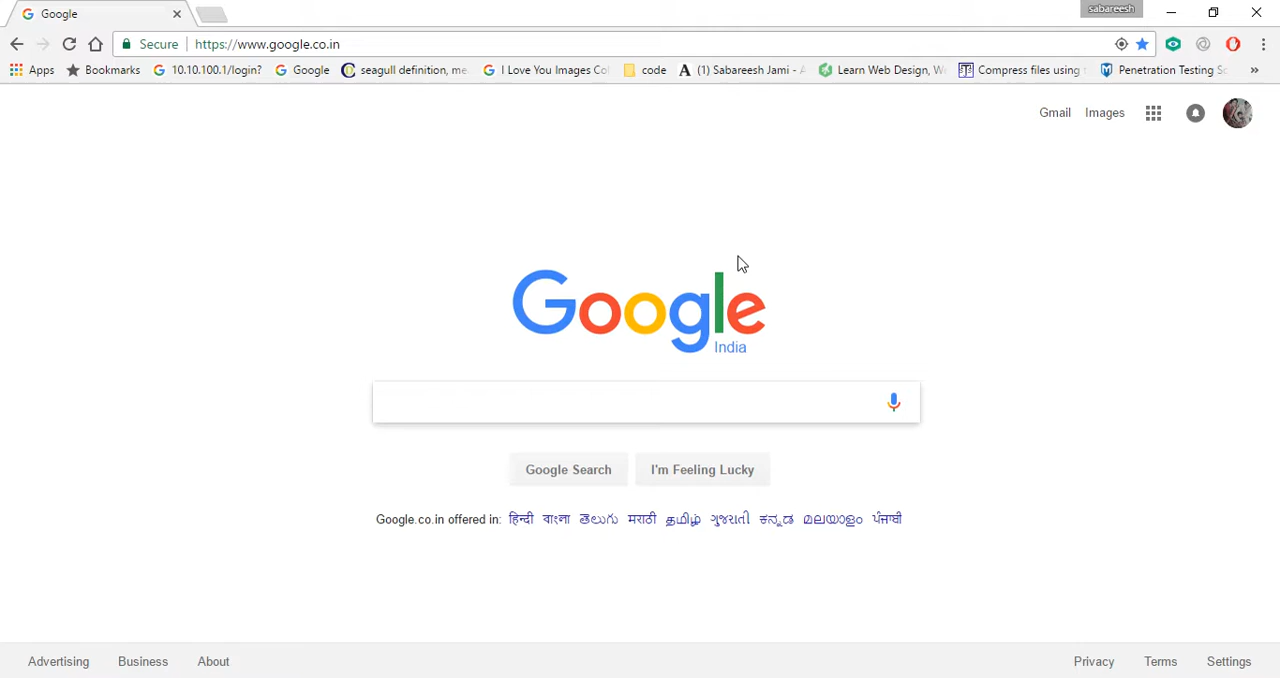 Google
sabareesh
Secure https://www.google.co.in
Apps Bookmarks 10.10.100.1/login? Google seagull definition, me I Love You Images Co code (1) Sabareesh Jami - Learn Web Design, W Compress files using Penetration Testing Sc »
Gmail Images
Google
India
Google Search I'm Feeling Lucky
Google.co.in offered in: हिन्दी বাংলা తెలుగు मराठी தமிழ் ગુજરાતી ಕನ್ನಡ മലയാളം ਪੰਜਾਬੀ
Advertising Business About Privacy Terms Settings